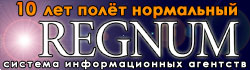 10 лет полёт нормальный
REGNUM
система информационных агентств